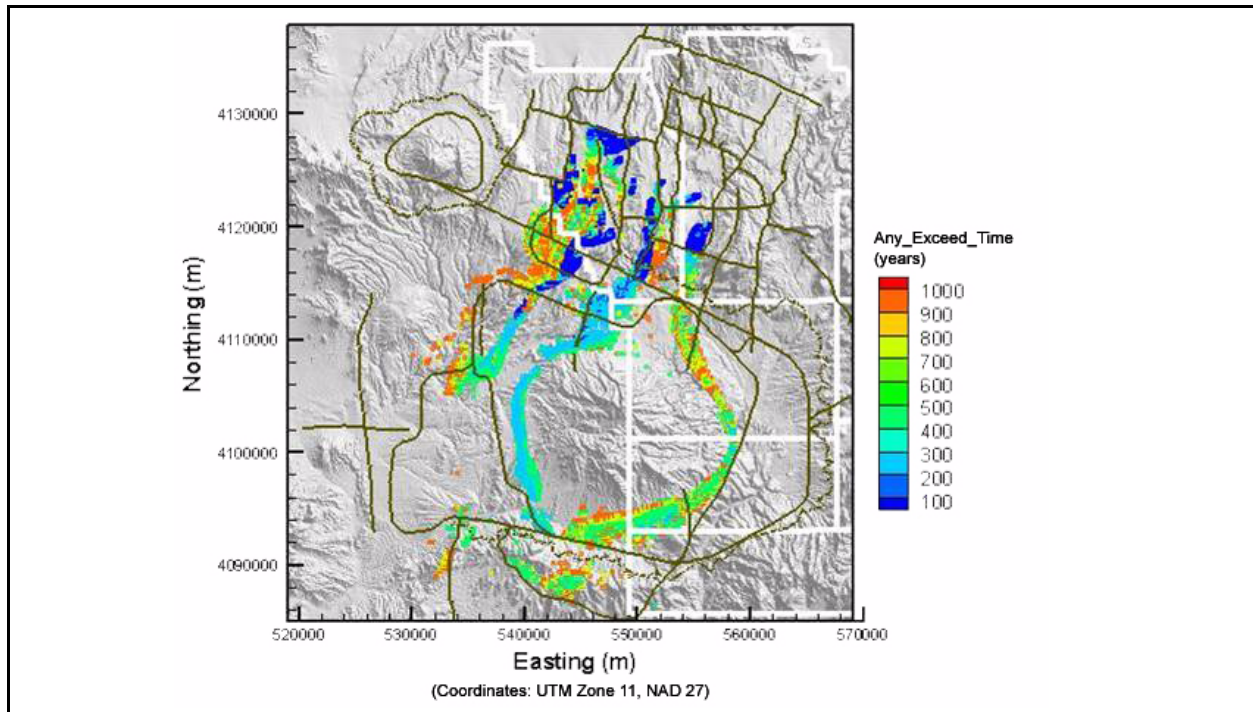 4130000
4120000
4110000
4100000
4090000
Northing (m)
520000 530000 540000 550000 560000 570000
Easting (m)
(Coordinates: UTM Zone 11, NAD 27)
Any_Exceed_Time
(years)
1000
900
800
700
600
500
400
300
200
100